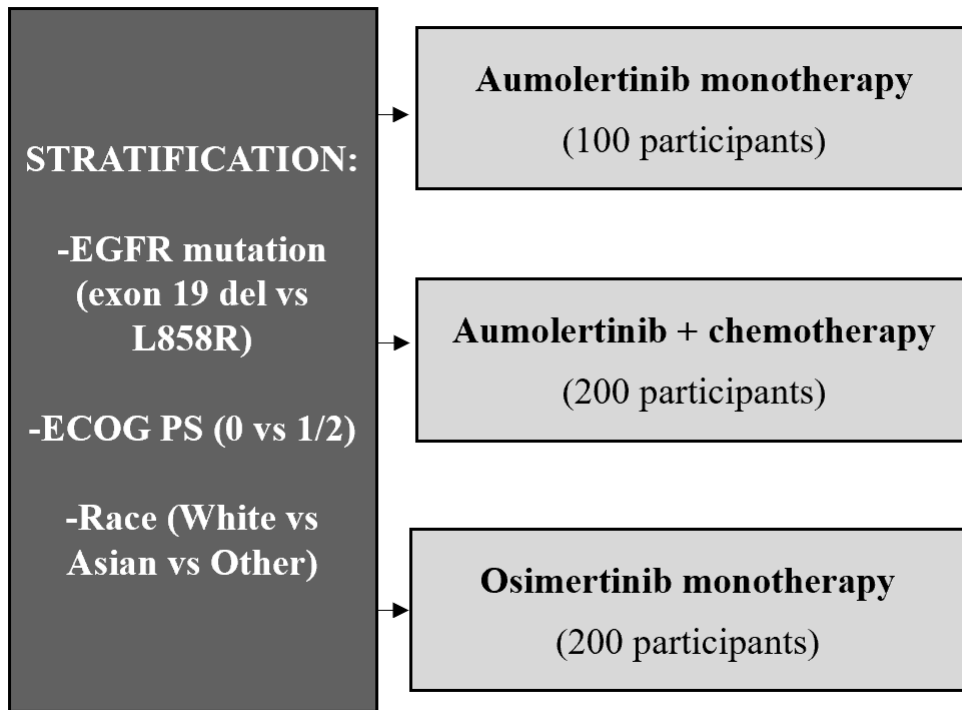 STRATIFICATION:
-EGFR mutation
(exon 19 del vs
L858R)
-ECOG PS (0 vs 1/2)
-Race (White vs
Asian vs Other)
Aumolertinib monotherapy
(100 participants)
Aumolertinib + chemotherapy
(200 participants)
Osimertinib monotherapy
(200 participants)